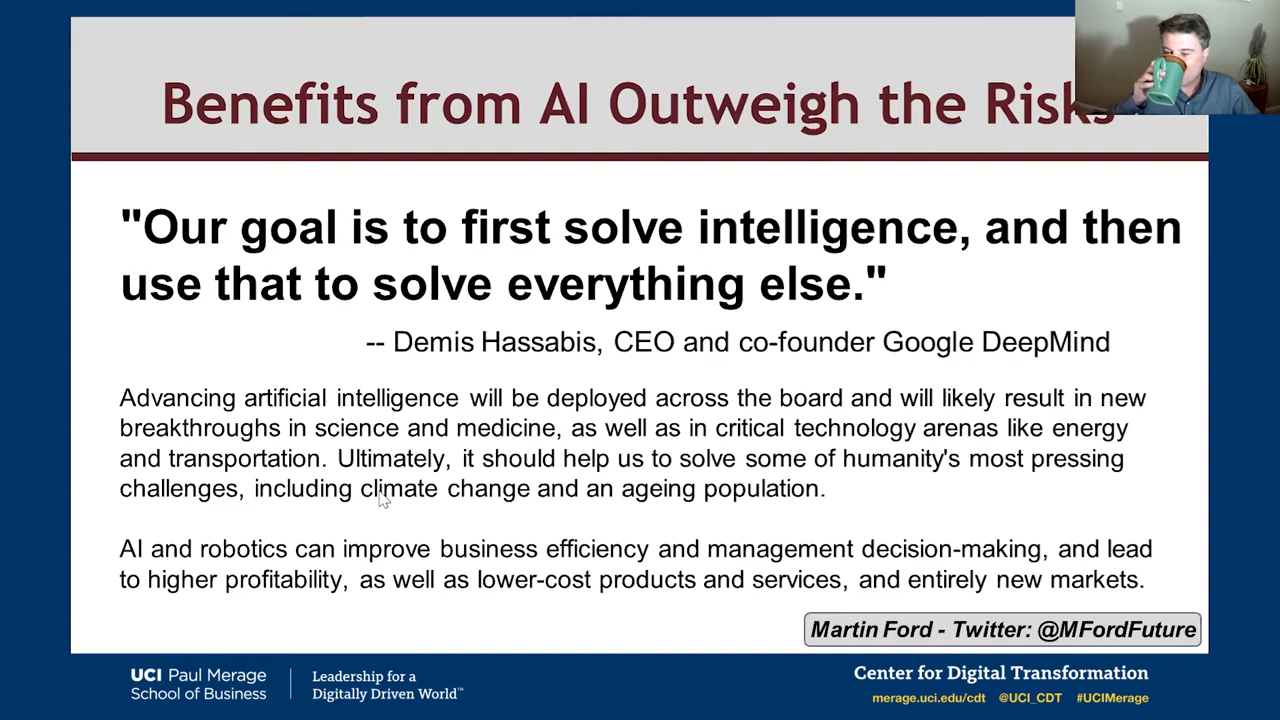 Benefits from AI Outweigh the Risks
"Our goal is to first solve intelligence, and then
use that to solve everything else."
-- Demis Hassabis, CEO and co-founder Google DeepMind
Advancing artificial intelligence will be deployed across the board and will likely result in new
breakthroughs in science and medicine, as well as in critical technology arenas like energy
and transportation. Ultimately, it should help us to solve some of humanity's most pressing
challenges, including climate change and an ageing population.
AI and robotics can improve business efficiency and management decision-making, and lead
to higher profitability, as well as lower-cost products and services, and entirely new markets.
Martin Ford - Twitter: @MFordFuture
UCI Paul Merage
School of Business
Leadership for a
Digitally Driven World™
Center for Digital Transformation
merage.uci.edu/cdt @UCI_CDT #UCIMerage